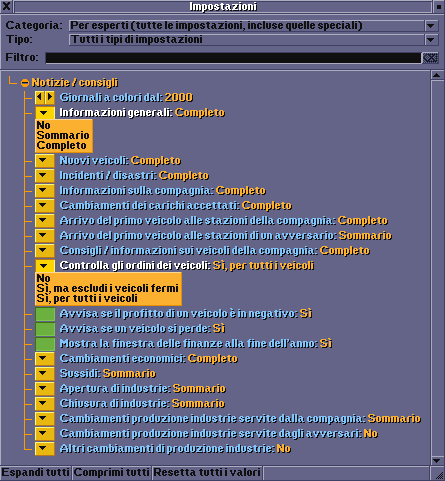 Impostazioni
Categoria: Per esperti (tutte le impostazioni, incluse quelle speciali)
Tipo: Tutti i tipi di impostazioni
Filtro:
Notizie / consigli
Giornali a colori dal: 2000
Informazioni generali: Completo
No
Sommario
Completo
Nuovi veicoli: Completo
Incidenti / disastri: Completo
Informazioni sulla compagnia: Completo
Cambiamenti dei carichi accettati: Completo
Arrivo del primo veicolo alle stazioni della compagnia: Completo
Arrivo del primo veicolo alle stazioni di un avversario: Sommario
Consigli / informazioni sui veicoli della compagnia: Completo
Controlla gli ordini dei veicoli: Sì, per tutti i veicoli
No
Sì, ma escludi i veicoli fermi
Sì, per tutti i veicoli
Avvisa se il profitto di un veicolo è in negativo: Sì
Avvisa se un veicolo si perde: Sì
Mostra la finestra delle finanze alla fine dell'anno: Sì
Cambiamenti economici: Completo
Sussidi: Sommario
Apertura di industrie: Sommario
Chiusura di industrie: Sommario
Cambiamenti produzione industrie servite dalla compagnia: Sommario
Cambiamenti produzione industrie servite dagli avversari: No
Altri cambiamenti di produzione industrie: No
Espandi tutti Comprimi tutti Resetta tutti i valori